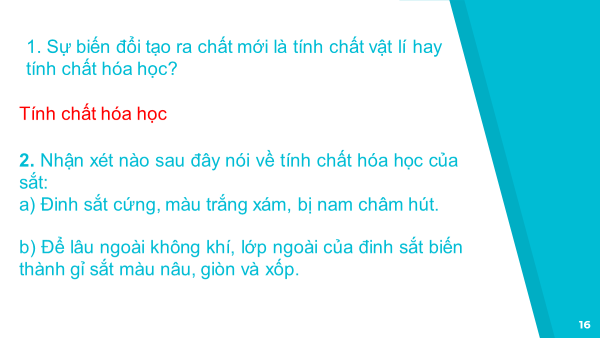 1. Sự biến đổi tạo ra chất mới là tính chất vật lí hay
tính chất hóa học?
Tính chất hóa học
2. Nhận xét nào sau đây nói về tính chất hóa học của
sắt:
a) Đinh sắt cứng, màu trắng xám, bị nam châm hút.
b) Để lâu ngoài không khí, lớp ngoài của đinh sắt biến
thành gỉ sắt màu nâu, giòn và xốp.
16